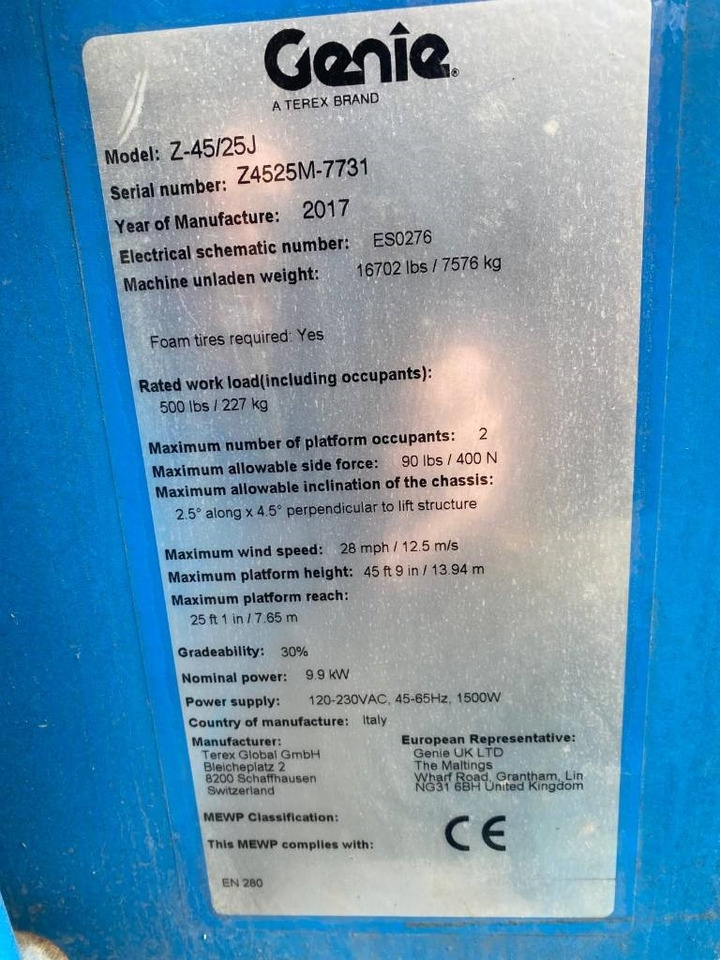 Genie®
A TEREX BRAND
Model: Z-45/25J
Serial number: Z4525M-7731
Year of Manufacture: 2017
Electrical schematic number: ES0276
Machine unladen weight: 16702 lbs / 7576 kg
Foam tires required: Yes
Rated work load(including occupants):
500 lbs / 227 kg
Maximum number of platform occupants: 2
Maximum allowable side force: 90 lbs / 400 N
Maximum allowable inclination of the chassis:
2.5° along x 4.5° perpendicular to lift structure
Maximum wind speed: 28 mph / 12.5 m/s
Maximum platform height: 45 ft 9 in / 13.94 m
Maximum platform reach:
25 ft 1 in / 7.65 m
Gradeability: 30%
Nominal power: 9.9 kW
Power supply: 120-230VAC, 45-65Hz, 1500W
Country of manufacture: Italy
Manufacturer:
Terex Global GmbH
Bleicheplatz 2
8200 Schaffhausen
Switzerland
European Representative:
Genie UK LTD
The Maltings
Wharf Road, Grantham, Lin
NG31 6BH United Kingdom
MEWP Classification:
This MEWP complies with:
CE
EN 280